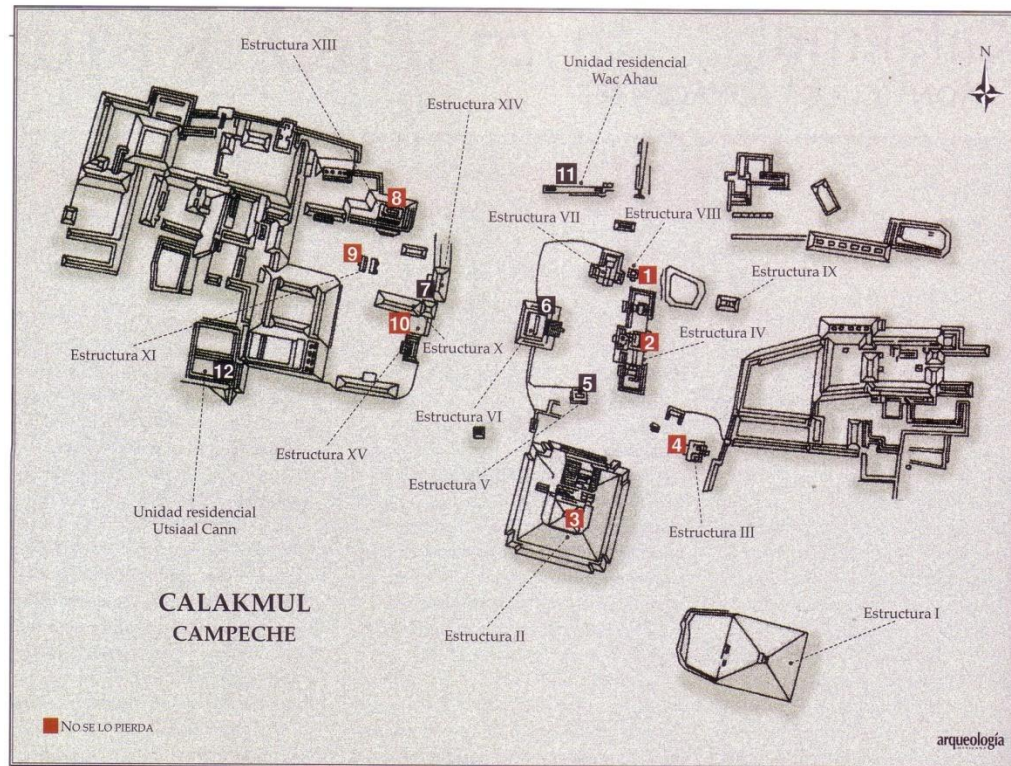 Estructura XIII
Unidad residencial
Wac Ahau
N
Estructura XIV
11
8
Estructura VII
Estructura VIII
9
1
7
Estructura IX
6
10
2
Estructura IV
Estructura XI
Estructura X
12
5
Estructura VI
4
Estructura XV
Estructura V
Unidad residencial
Utsiaal Cann
3
Estructura III
CALAKMUL
CAMPECHE
Estructura II
Estructura I
NO SE LO PIERDA
arqueología
MEXICANA